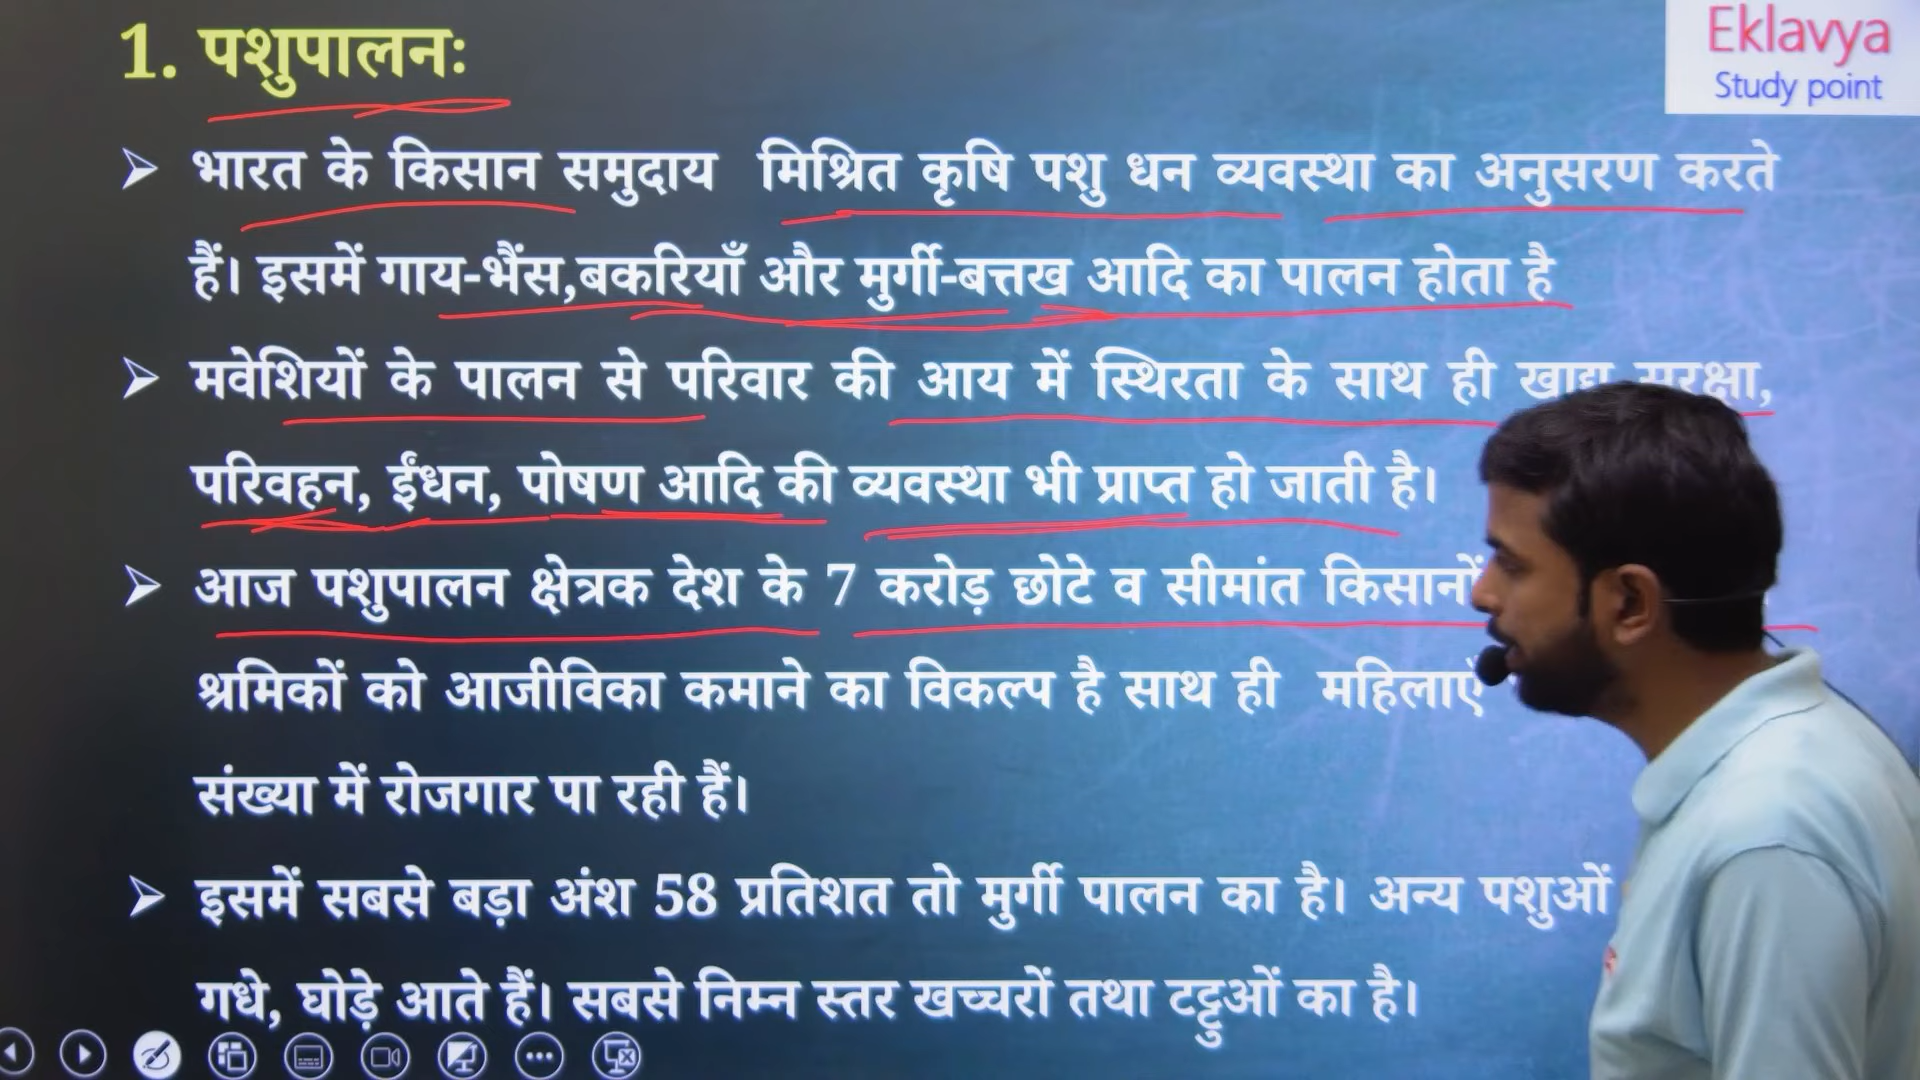 1. पशुपालनः
Eklavya
Study point
➢ भारत के किसान समुदाय मिश्रित कृषि पशु धन व्यवस्था का अनुसरण करते
हैं। इसमें गाय-भैंस,बकरियाँ और मुर्गी-बत्तख आदि का पालन होता है
➢ मवेशियों के पालन से परिवार की आय में स्थिरता के साथ ही खाद्य सुरक्षा,
परिवहन, ईंधन, पोषण आदि की व्यवस्था भी प्राप्त हो जाती है।
➢ आज पशुपालन क्षेत्रक देश के 7 करोड़ छोटे व सीमांत किसानों
श्रमिकों को आजीविका कमाने का विकल्प है साथ ही महिलाएँ
संख्या में रोजगार पा रही हैं।
➢ इसमें सबसे बड़ा अंश 58 प्रतिशत तो मुर्गी पालन का है। अन्य पशुओं
गधे, घोड़े आते हैं। सबसे निम्न स्तर खच्चरों तथा टट्टुओं का है।